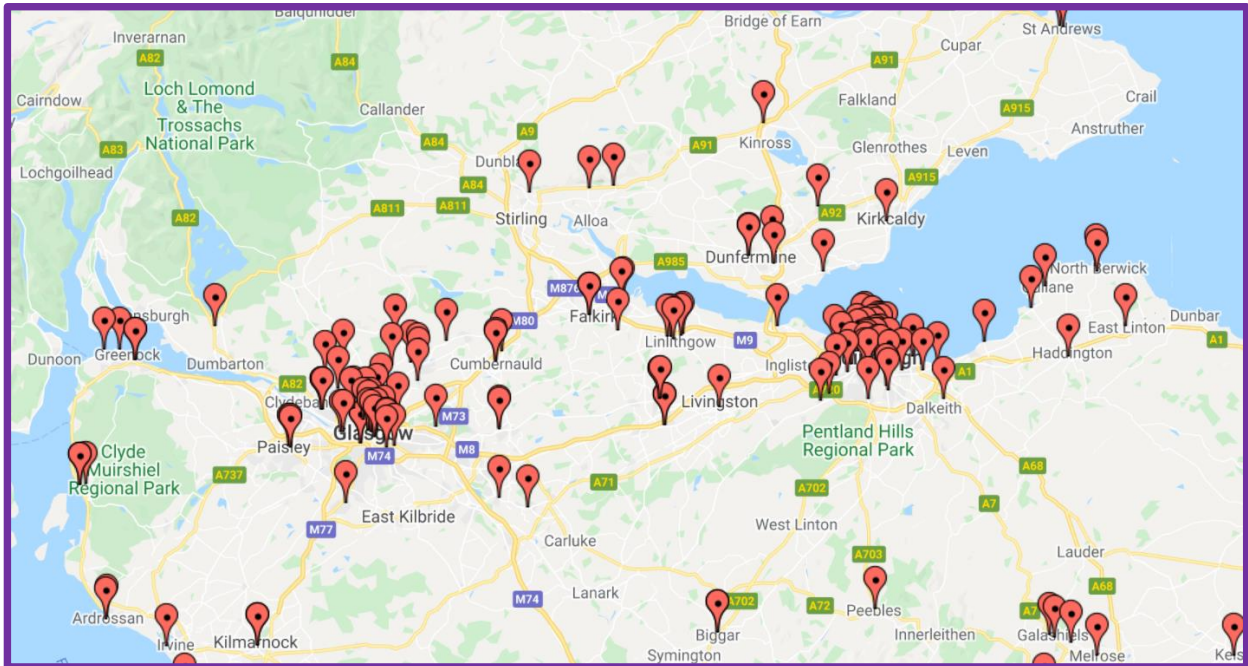 Balquhidder
Bridge of Earn
St Andrews
Inverarnan
A82
A84
Cupar
A91
Loch Lomond
& The
Trossachs
National Park
Cairndow
Callander
Falkland
A915
Crail
Anstruther
A83
A9
A84
A91
Kinross
Glenrothes
Leven
Lochgoilhead
Dunbla
A84
A915
A82
A811
A811
Stirling
Alloa
A92
Kirkcaldy
Dunfermline
A985
North Berwick
M876
Gullane
Falkirk
M80
Dunoon
Greenock
Dumbarton
Cumbernauld
Linlithgow
M9
Inglist
East Linton
Dunbar
Haddington
A1
A82
Clydeban
A1
Livingston
Dalkeith
M73
Paisley
Glasgow
M74
M8
Pentland Hills
Regional Park
Clyde
Muirshiel
Regional Park
A737
A71
A702
A68
A7
East Kilbride
M77
Carluke
West Linton
A703
Lauder
A68
Lanark
M74
A702
A72
Peebles
Ardrossan
Irvine
Kilmarnock
Biggar
Symington
Innerleithen
Galashiels
Melrose
Kels